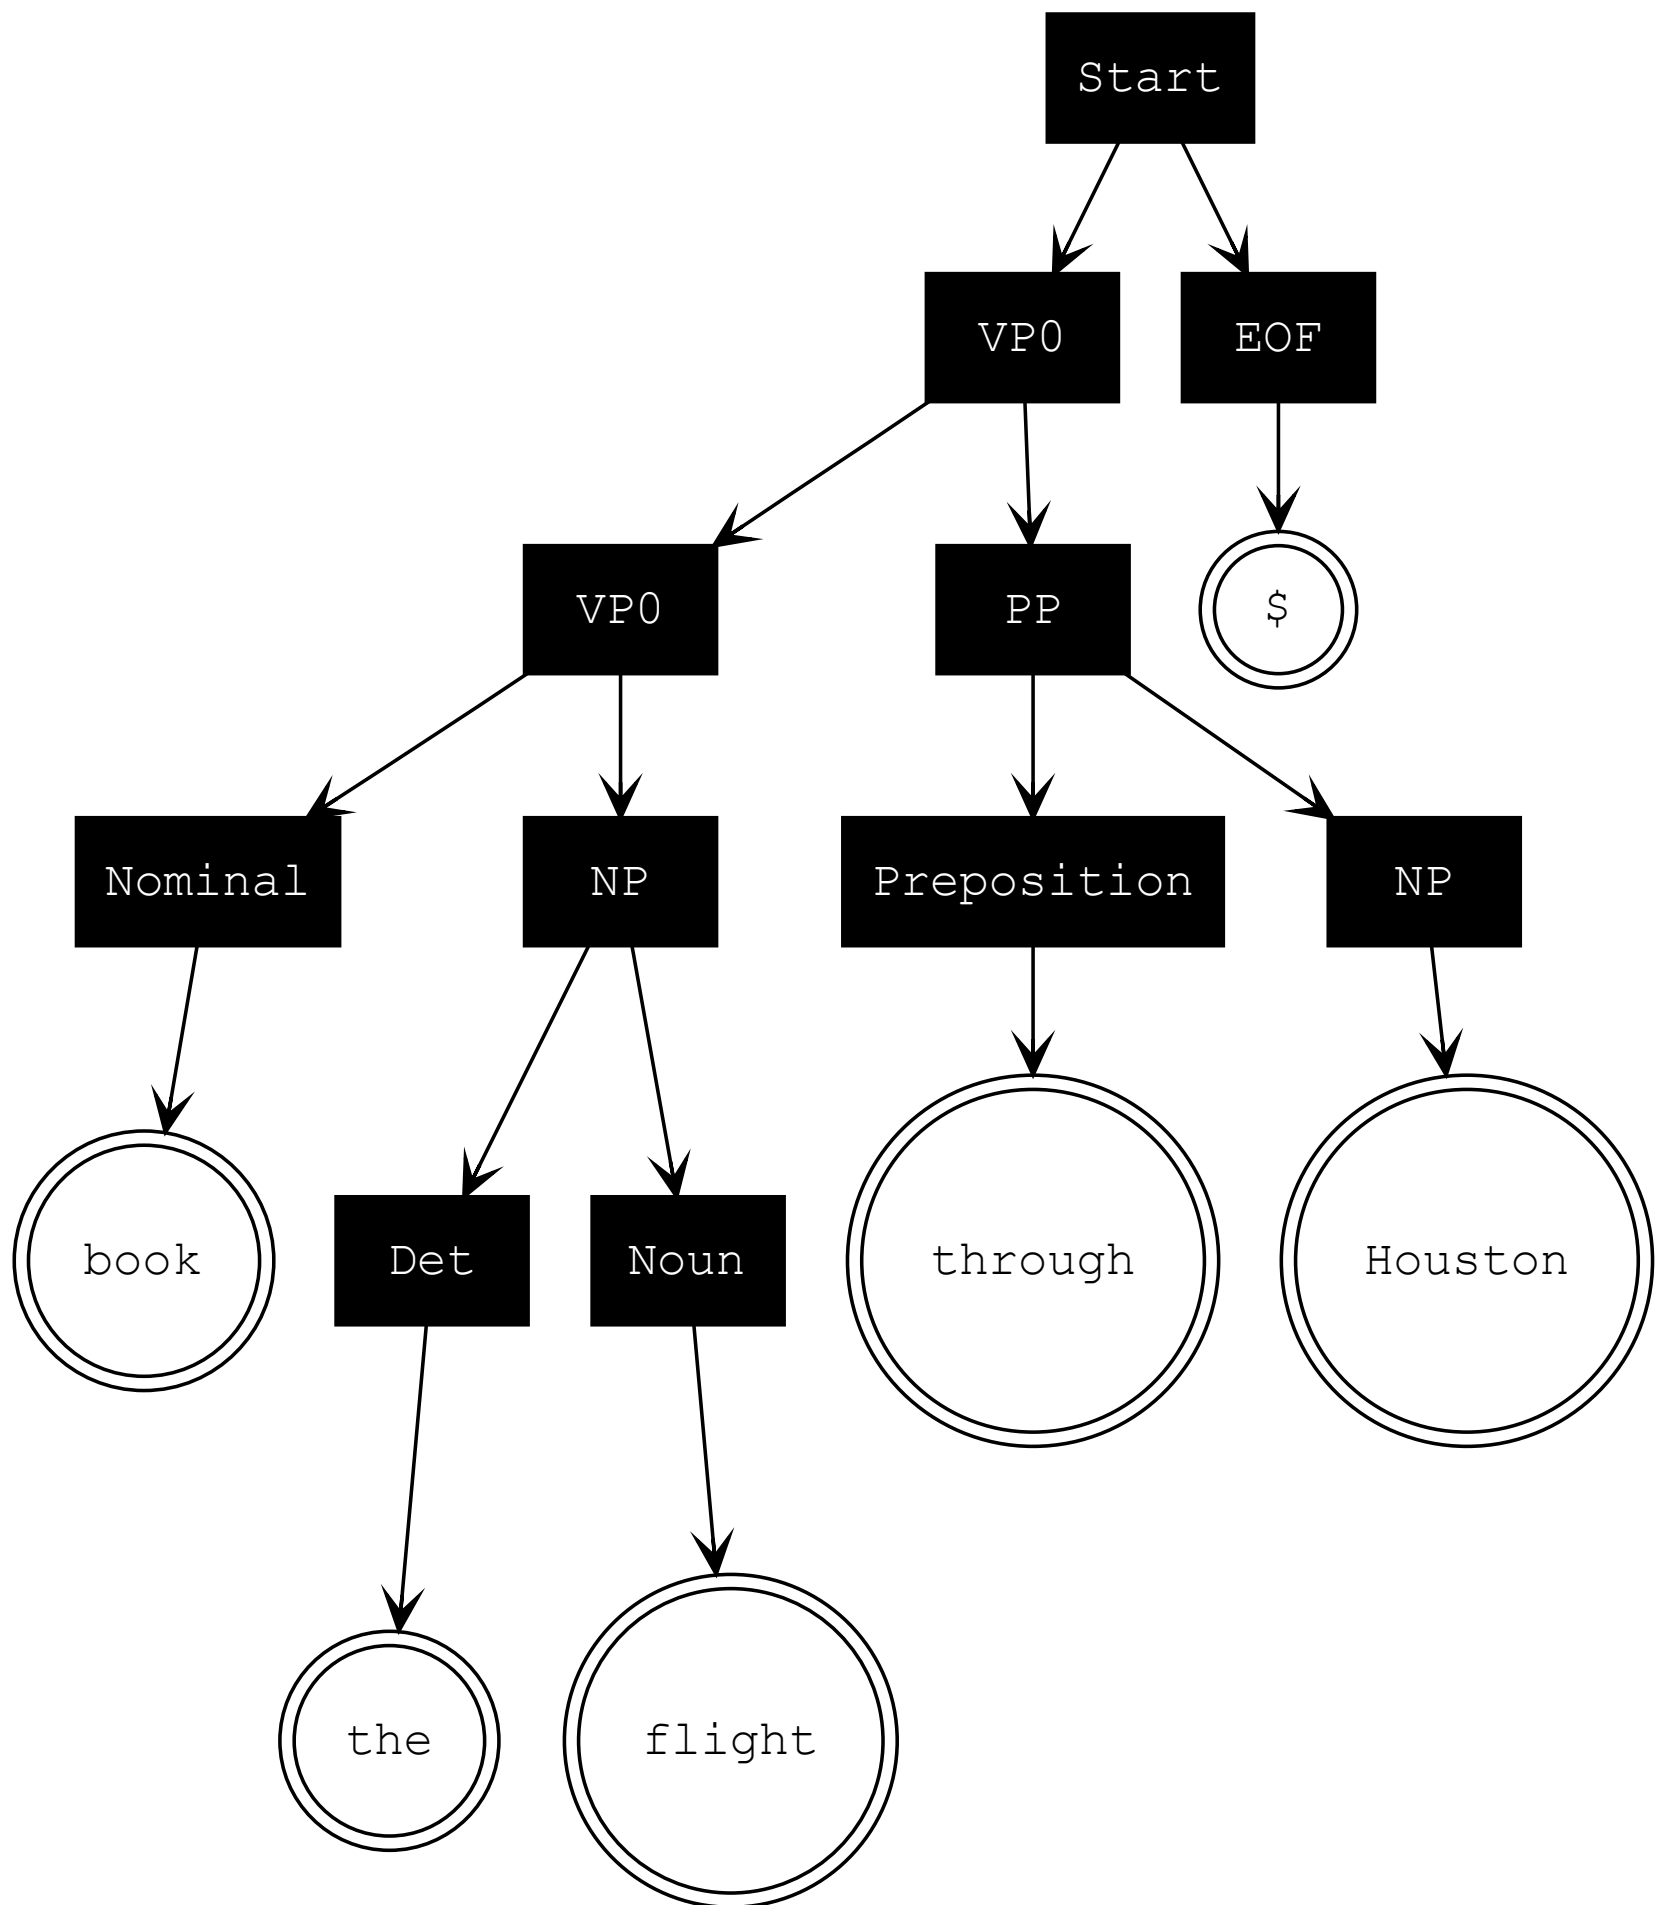 Start
VP0 EOF
VP0 PP $
Nominal NP Preposition NP
book Det Noun through Houston
the flight